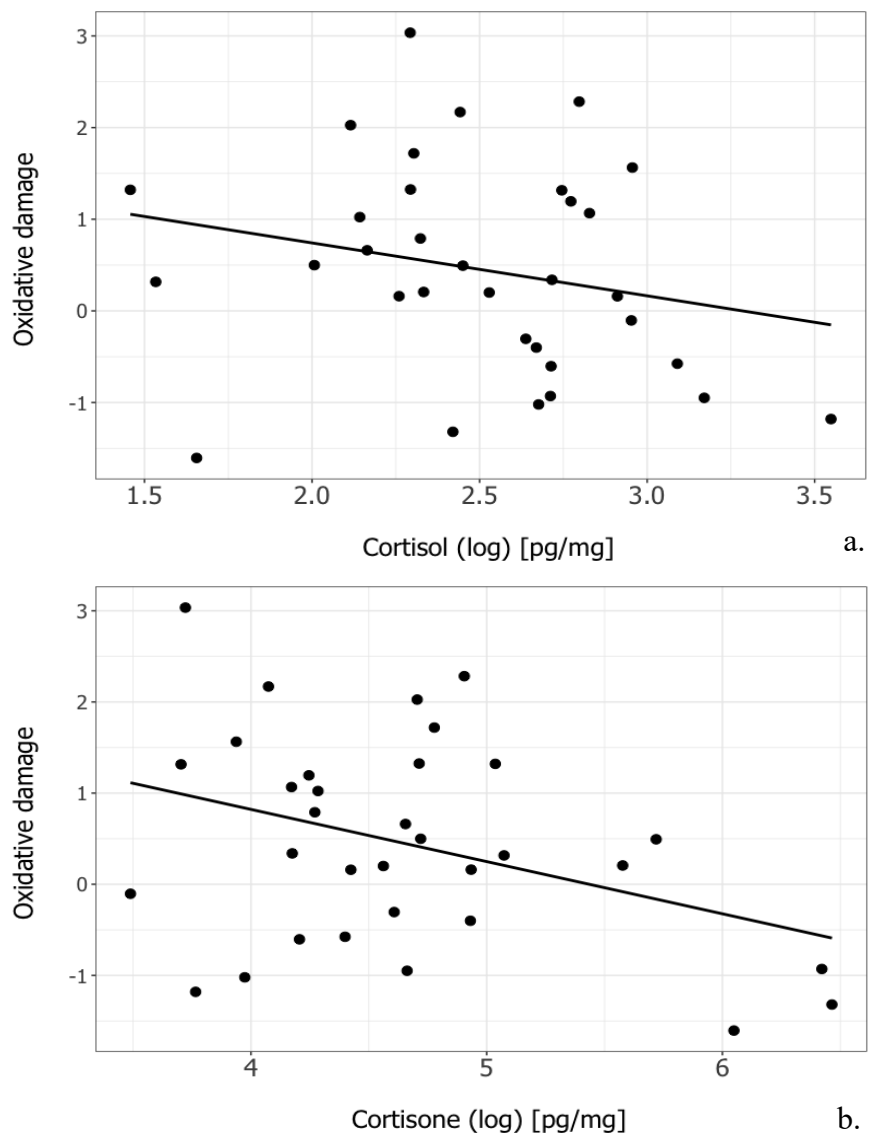 3
2
1
0
-1
Oxidative damage
1.5 2.0 2.5 3.0 3.5
Cortisol (log) [pg/mg]
a.
3
2
1
0
-1
Oxidative damage
4 5 6
Cortisone (log) [pg/mg]
b.